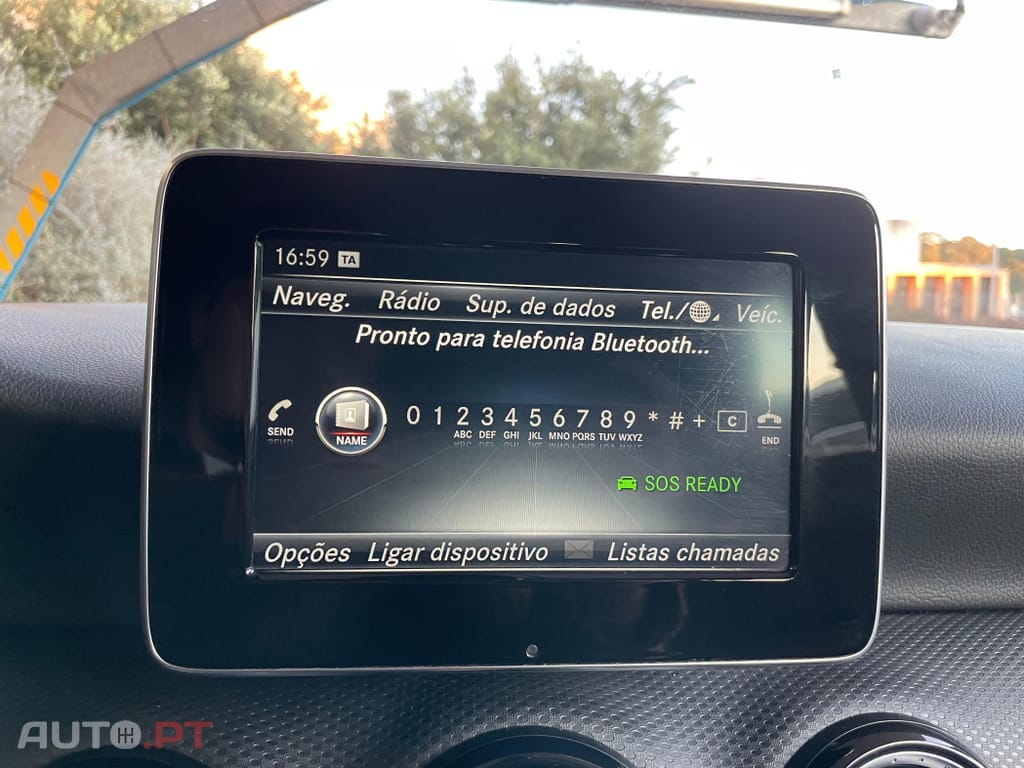 16:59 TA
Naveg. Rádio Sup. de dados Tel./ Veíc.
Pronto para telefonia Bluetooth...
SEND NAME 0 1 2 3 4 5 6 7 8 9 * # + C END
ABC DEF GHI JKL MNO PQRS TUV WXYZ
SOS READY
Opções Ligar dispositivo Listas chamadas
AUTO.PT